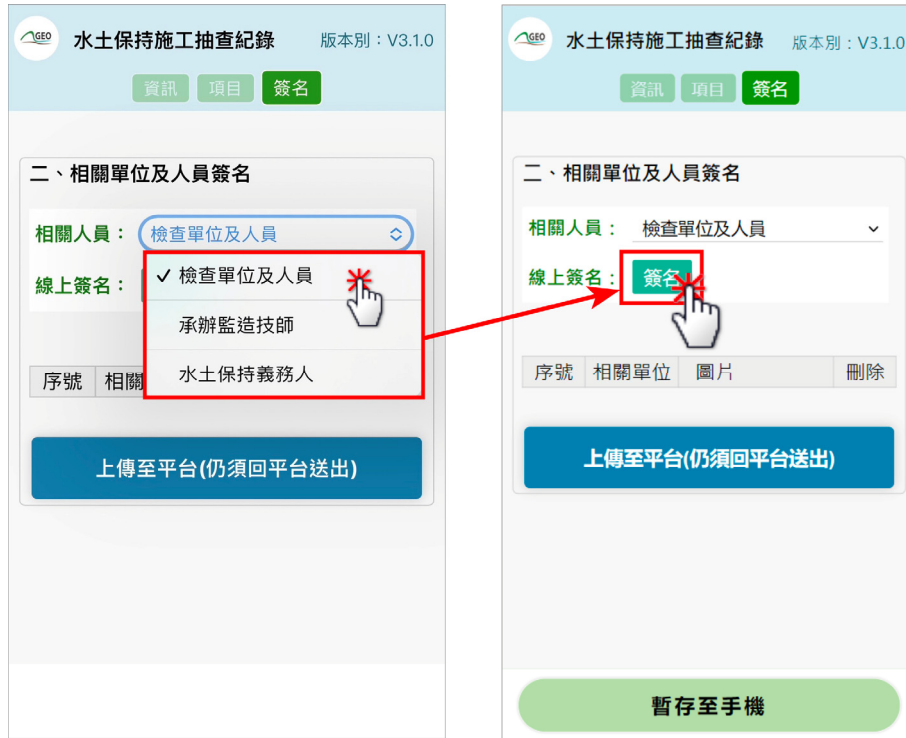 GEO 水土保持施工抽查紀錄 版本別：V3.1.0
資訊 項目 簽名
二、相關單位及人員簽名
相關人員： 檢查單位及人員
線上簽名：
✓ 檢查單位及人員
承辦監造技師
水土保持義務人
序號 相關
上傳至平台(仍須回平台送出)
GEO 水土保持施工抽查紀錄 版本別：V3.1.0
資訊 項目 簽名
二、相關單位及人員簽名
相關人員： 檢查單位及人員
線上簽名： 簽名
序號 相關單位 圖片 刪除
上傳至平台(仍須回平台送出)
暫存至手機